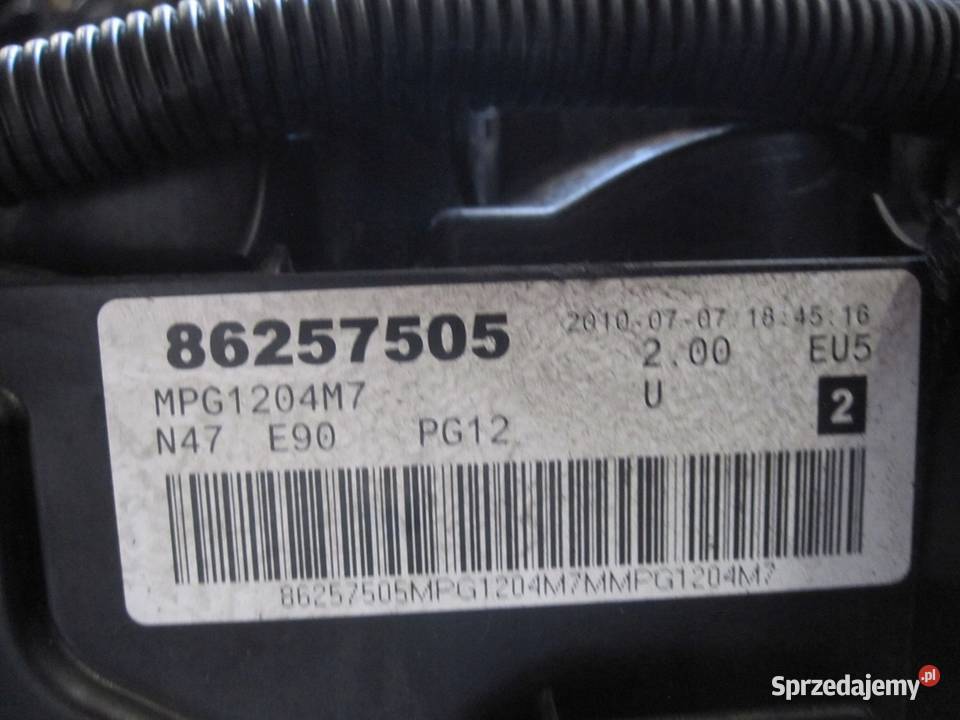 86257505 2010-07-07 18:45:16
2.00 EU5
MPG1204M7 U 2
N47 E90 PG12
86257505MPG1204M7MMPG1204M7
Sprzedajemy.pl